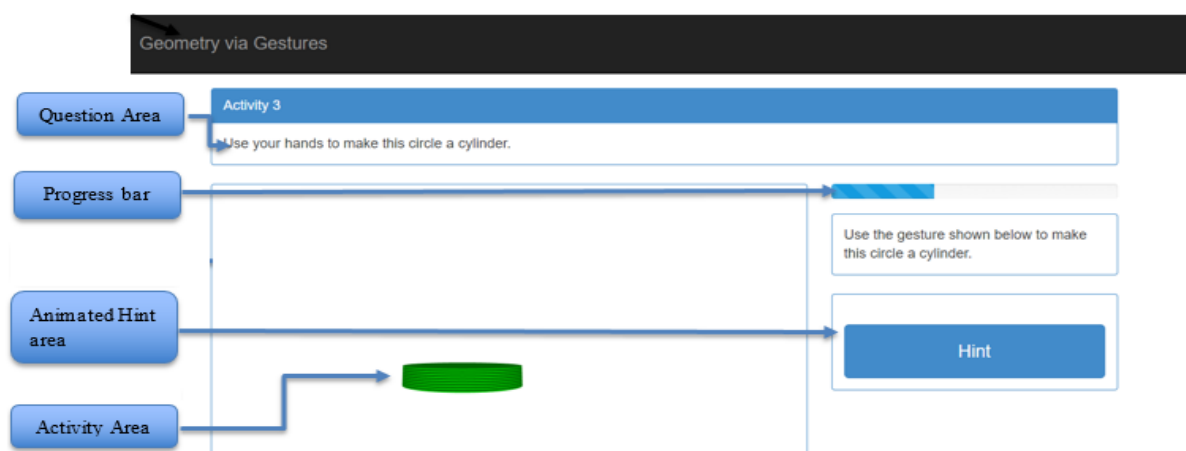 Geometry via Gestures
Question Area
Activity 3
Use your hands to make this circle a cylinder.
Progress bar
Use the gesture shown below to make
this circle a cylinder.
Animated Hint
area
Hint
Activity Area